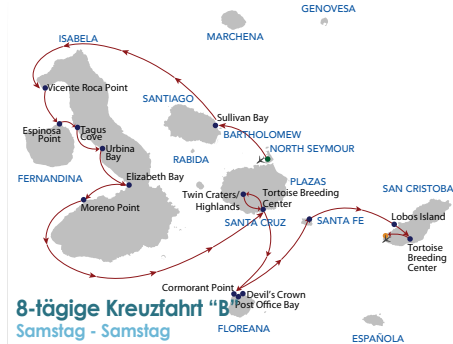 GENOVESA
MARCHENA
ISABELA
Vicente Roca Point
SANTIAGO
Sullivan Bay
Espinosa
Point
Tagus
Cove
BARTHOLOMEW
Urbina
Bay
NORTH SEYMOUR
RABIDA
FERNANDINA
Elizabeth Bay
PLAZAS
Twin Craters/
Highlands
Tortoise Breeding
Center
SAN CRISTOBA
Moreno Point
SANTA CRUZ
SANTA FE
Lobos Island
Tortoise
Breeding
Center
Cormorant Point
Devil's Crown
Post Office Bay
8-tägige Kreuzfahrt "B"
Samstag - Samstag
FLOREANA
ESPAÑOLA